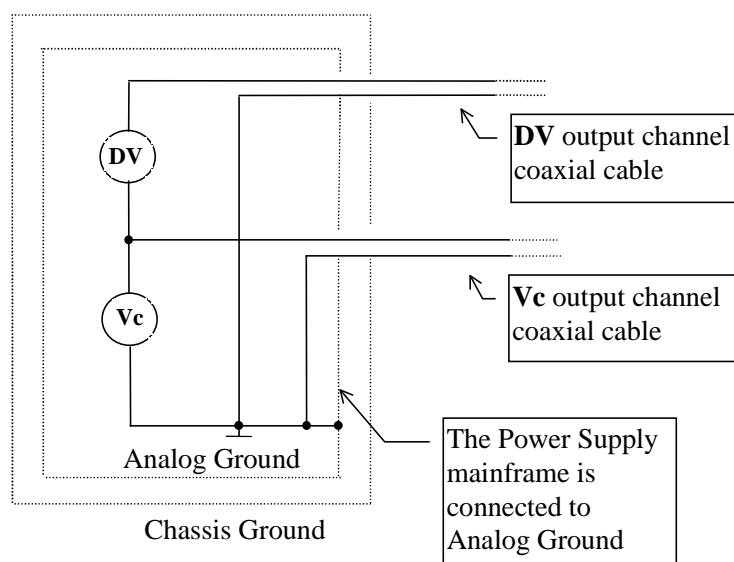 DV
DV output channel
coaxial cable
Vc
Vc output channel
coaxial cable
Analog Ground
The Power Supply
mainframe is
connected to
Analog Ground
Chassis Ground